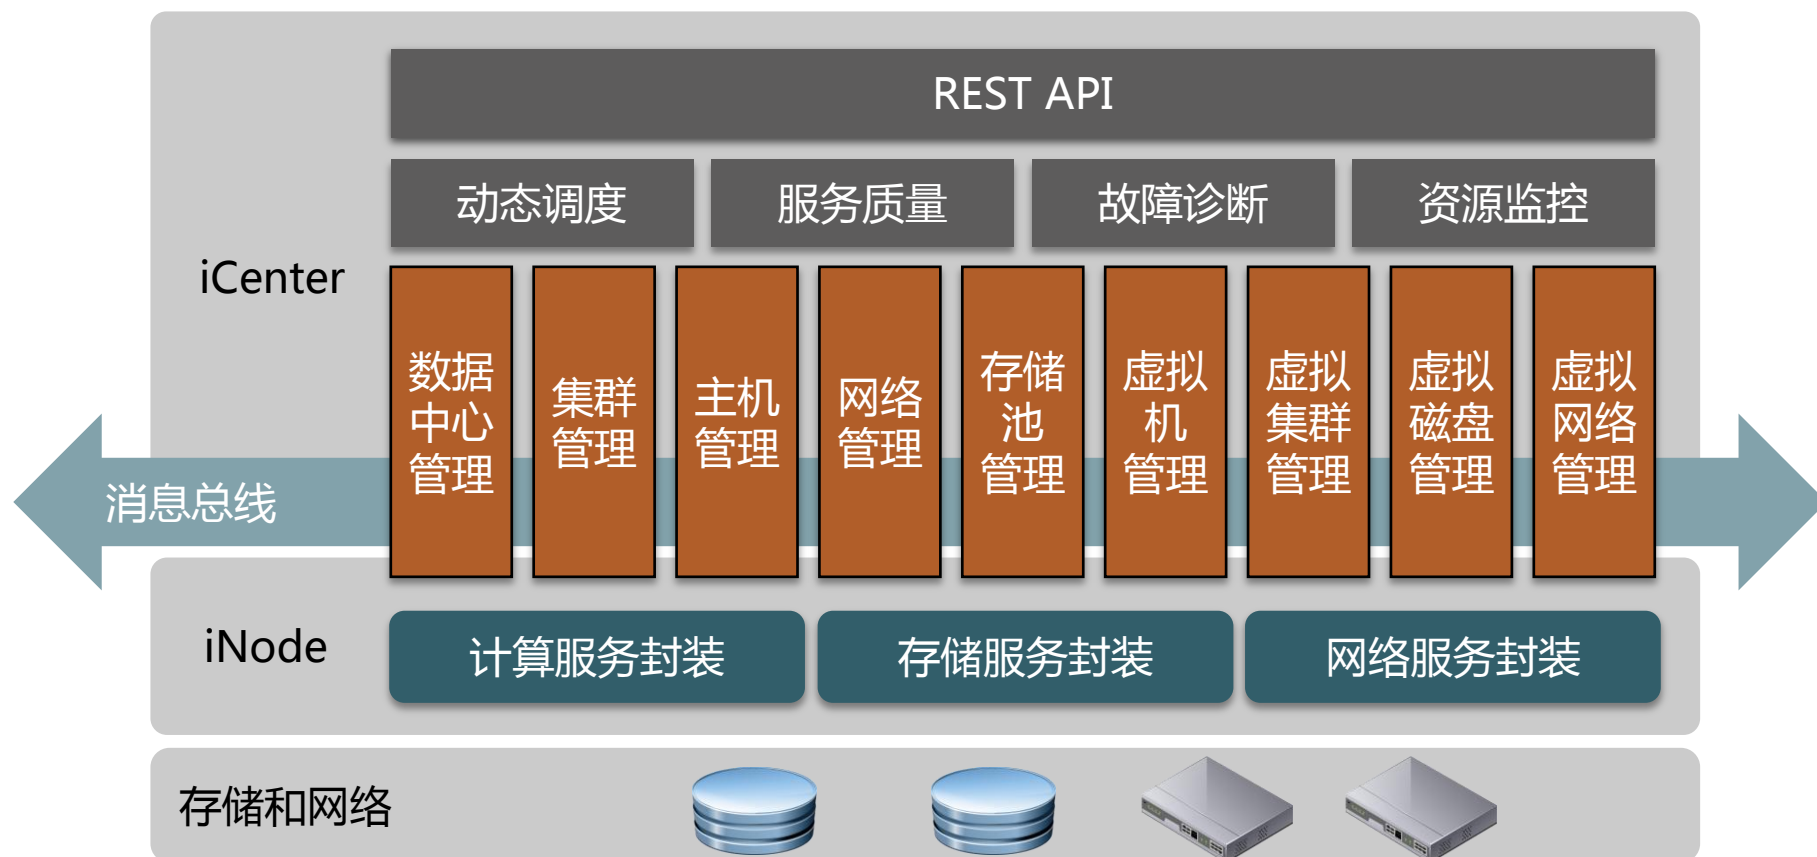 REST API
动态调度
服务质量
故障诊断
资源监控
iCenter
数据
中心
管理
集群
管理
主机
管理
网络
管理
存储
池
管理
虚拟
机
管理
虚拟
集群
管理
虚拟
磁盘
管理
虚拟
网络
管理
消息总线
iNode
计算服务封装
存储服务封装
网络服务封装
存储和网络